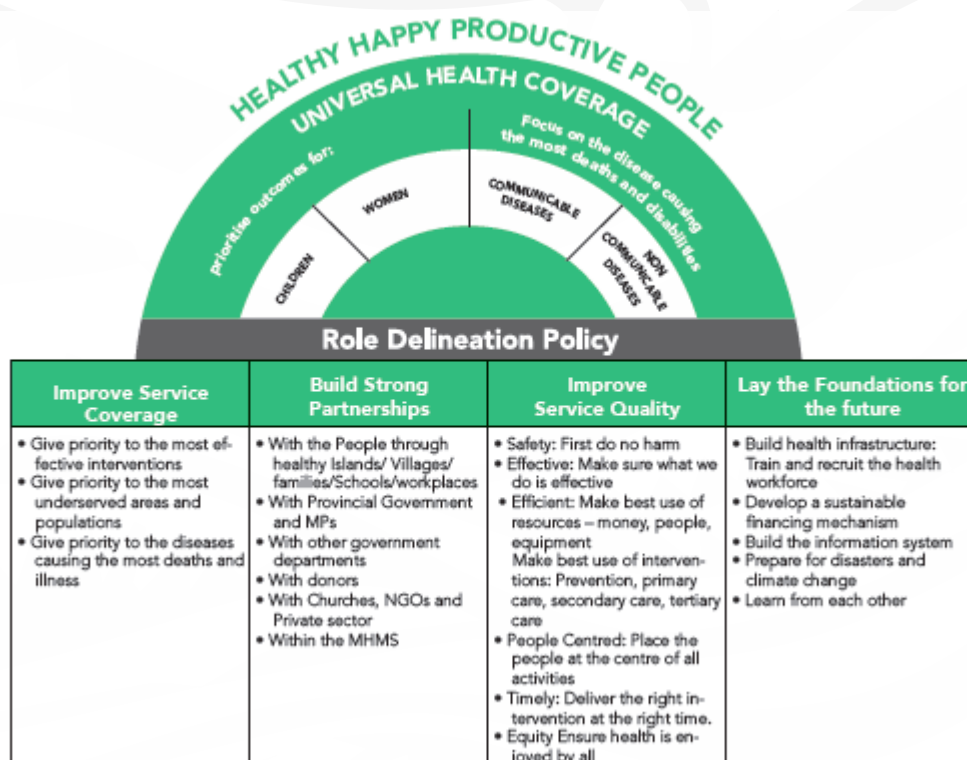 HEALTHY HAPPY PRODUCTIVE PEOPLE
UNIVERSAL HEALTH COVERAGE
prioritise outcomes for:
Focus on the disease causing
the most deaths and disabilities
CHILDREN
WOMEN
COMMUNICABLE
DISEASES
NON
COMMUNICABLE
DISEASES
Role Delineation Policy
Improve Service
Coverage
• Give priority to the most ef-
fective interventions
• Give priority to the most
underserved areas and
populations
• Give priority to the diseases
causing the most deaths and
illness
Build Strong
Partnerships
• With the People through
healthy Islands/ Villages/
families/Schools/workplaces
• With Provincial Government
and MPs
• With other government
departments
• With donors
• With Churches, NGOs and
Private sector
• Within the MHMS
Improve
Service Quality
• Safety: First do no harm
• Effective: Make sure what we
do is effective
• Efficient: Make best use of
resources – money, people,
equipment
Make best use of interven-
tions: Prevention, primary
care, secondary care, tertiary
care
• People Centred: Place the
people at the centre of all
activities
• Timely: Deliver the right in-
tervention at the right time.
• Equity Ensure health is en-
joyed by all
Lay the Foundations for
the future
• Build health infrastructure:
Train and recruit the health
workforce
• Develop a sustainable
financing mechanism
• Build the information system
• Prepare for disasters and
climate change
• Learn from each other